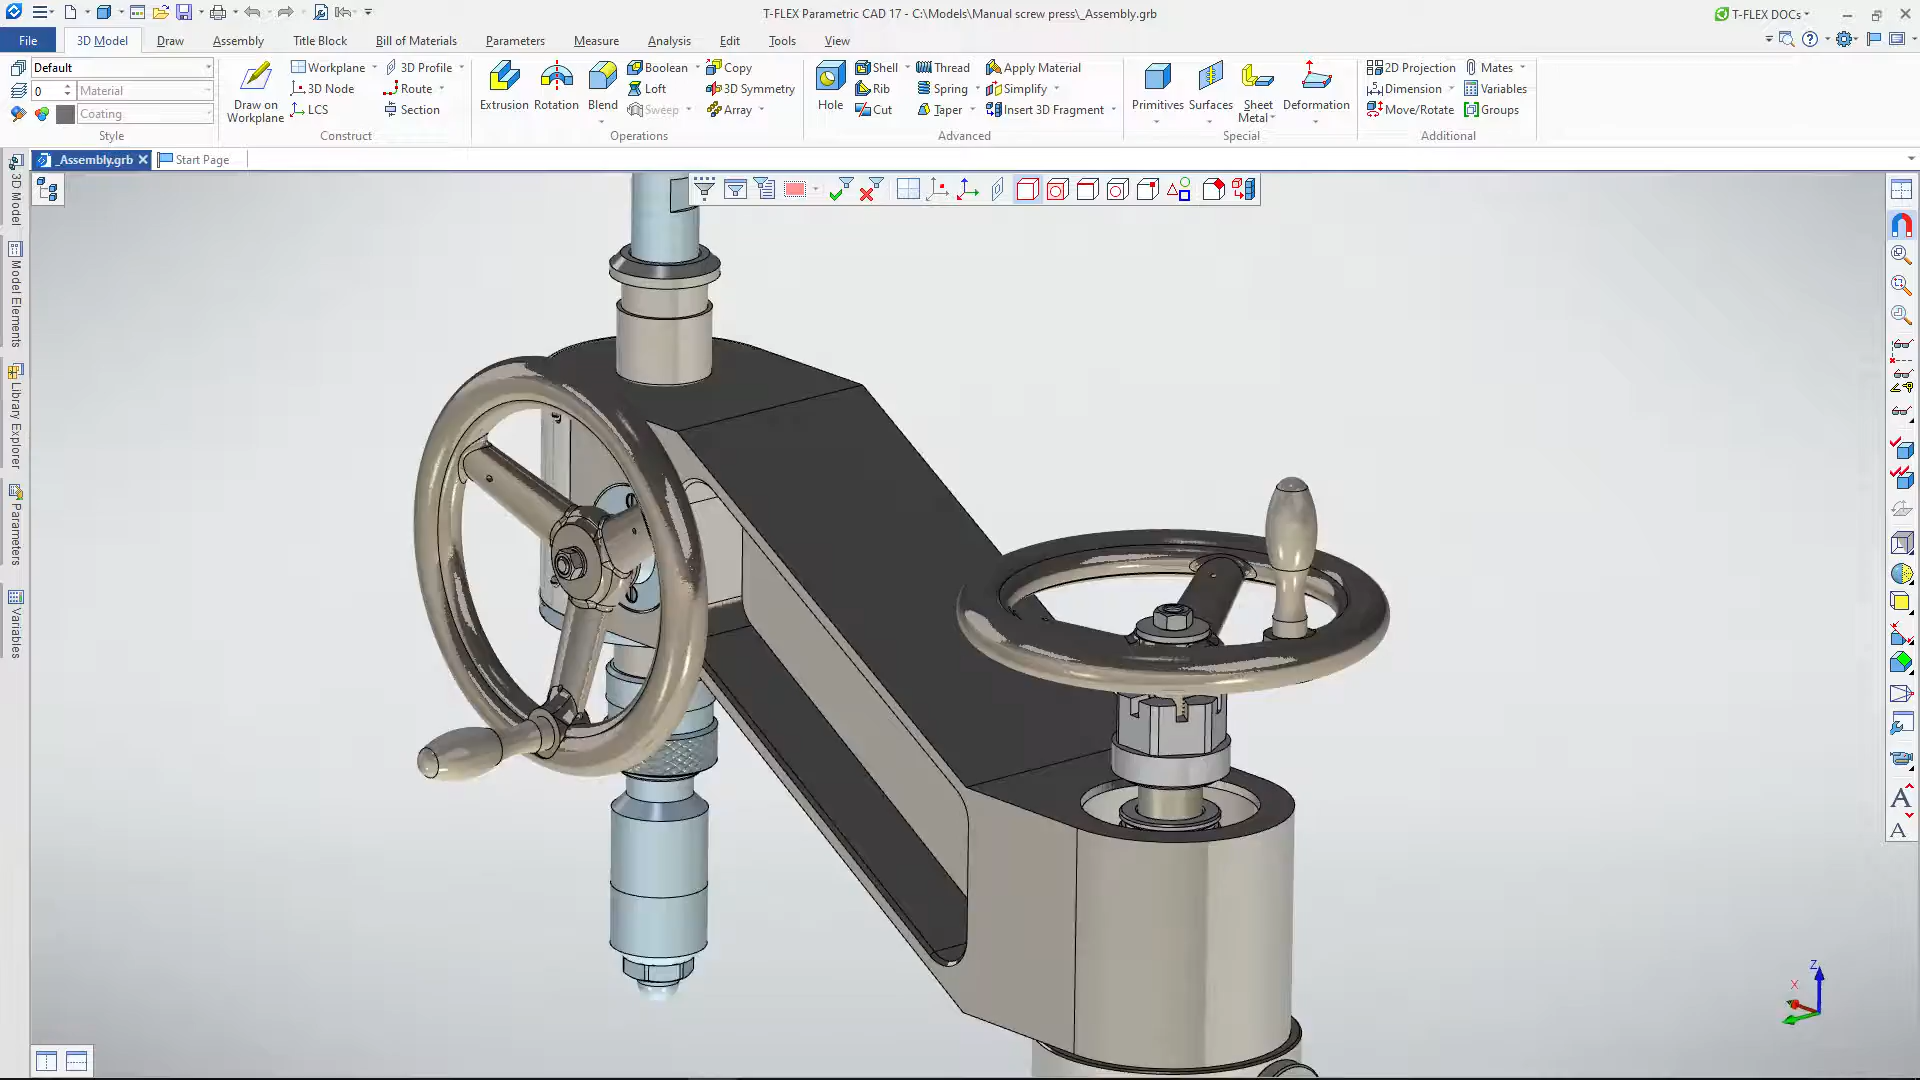 T-FLEX Parametric CAD 17 - C:\Models\Manual screw press\_Assembly.grb
T-FLEX DOCs
File
3D Model
Draw
Assembly
Title Block
Bill of Materials
Parameters
Measure
Analysis
Edit
Tools
View
Default
0
Material
Coating
Style
Draw on
Workplane
Workplane
3D Node
LCS
3D Profile
Route
Section
Construct
Extrusion
Rotation
Blend
Boolean
Loft
Sweep
Copy
3D Symmetry
Array
Operations
Hole
Shell
Rib
Cut
Thread
Spring
Taper
Apply Material
Simplify
Insert 3D Fragment
Advanced
Primitives
Surfaces
Sheet
Metal
Deformation
Special
2D Projection
Dimension
Move/Rotate
Mates
Variables
Groups
Additional
_Assembly.grb
Start Page
3D Model
Model Elements
Library Explorer
Parameters
Variables
A
A
Z
X